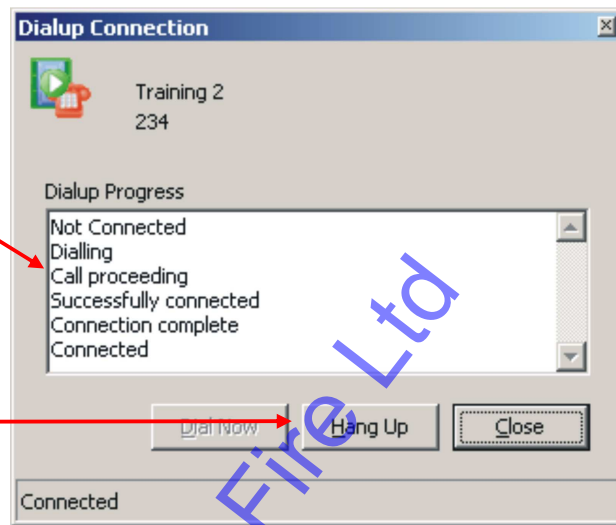 Dialup Connection
Training 2
234
Dialup Progress
Not Connected
Dialling
Call proceeding
Successfully connected
Connection complete
Connected
Dial Now
Hang Up
Close
Connected
Fire Ltd